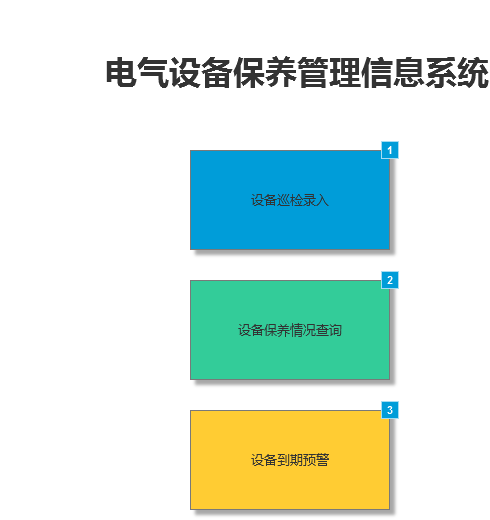 电气设备保养管理信息系统
1
设备巡检录入
2
设备保养情况查询
3
设备到期预警